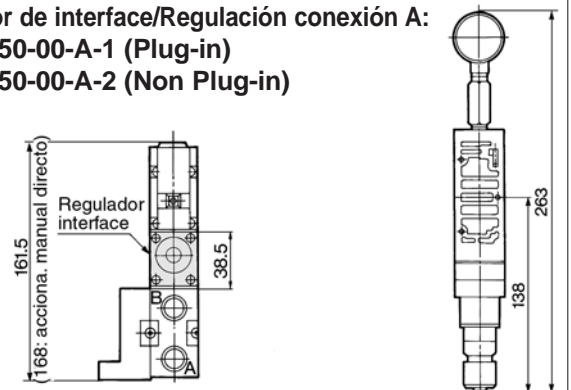 or de interface/Regulación conexión A:
50-00-A-1 (Plug-in)
50-00-A-2 (Non Plug-in)
Regulador
interface
161.5
(168: acciona. manual directo)
38.5
B
A
263
138